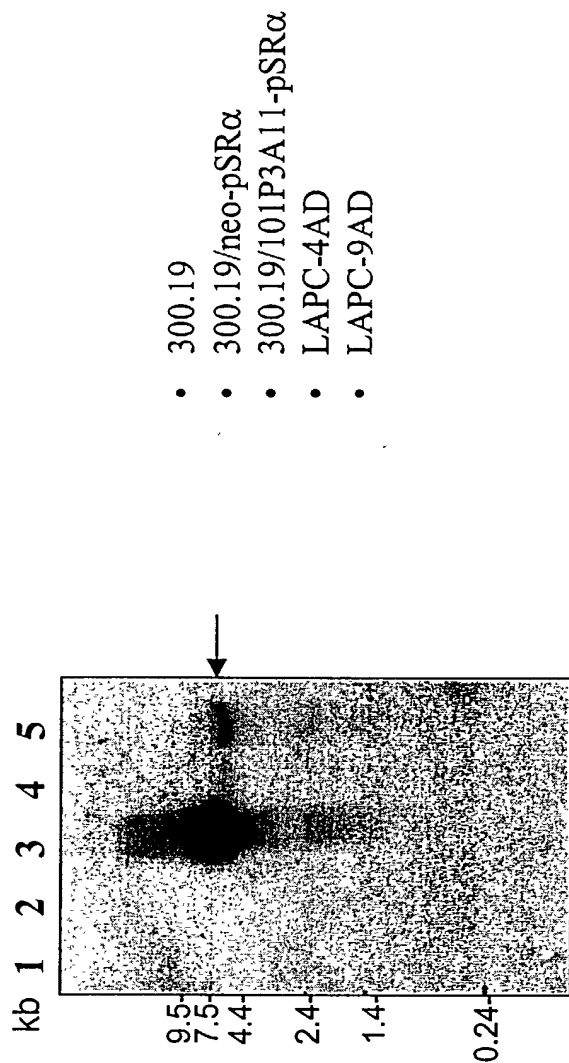 kb 1 2 3 4 5
9.5
7.5
4.4
2.4
1.4
0.24
• 300.19
• 300.19/neo-pSRα
• 300.19/101P3A11-pSRα
• LAPC-4AD
• LAPC-9AD